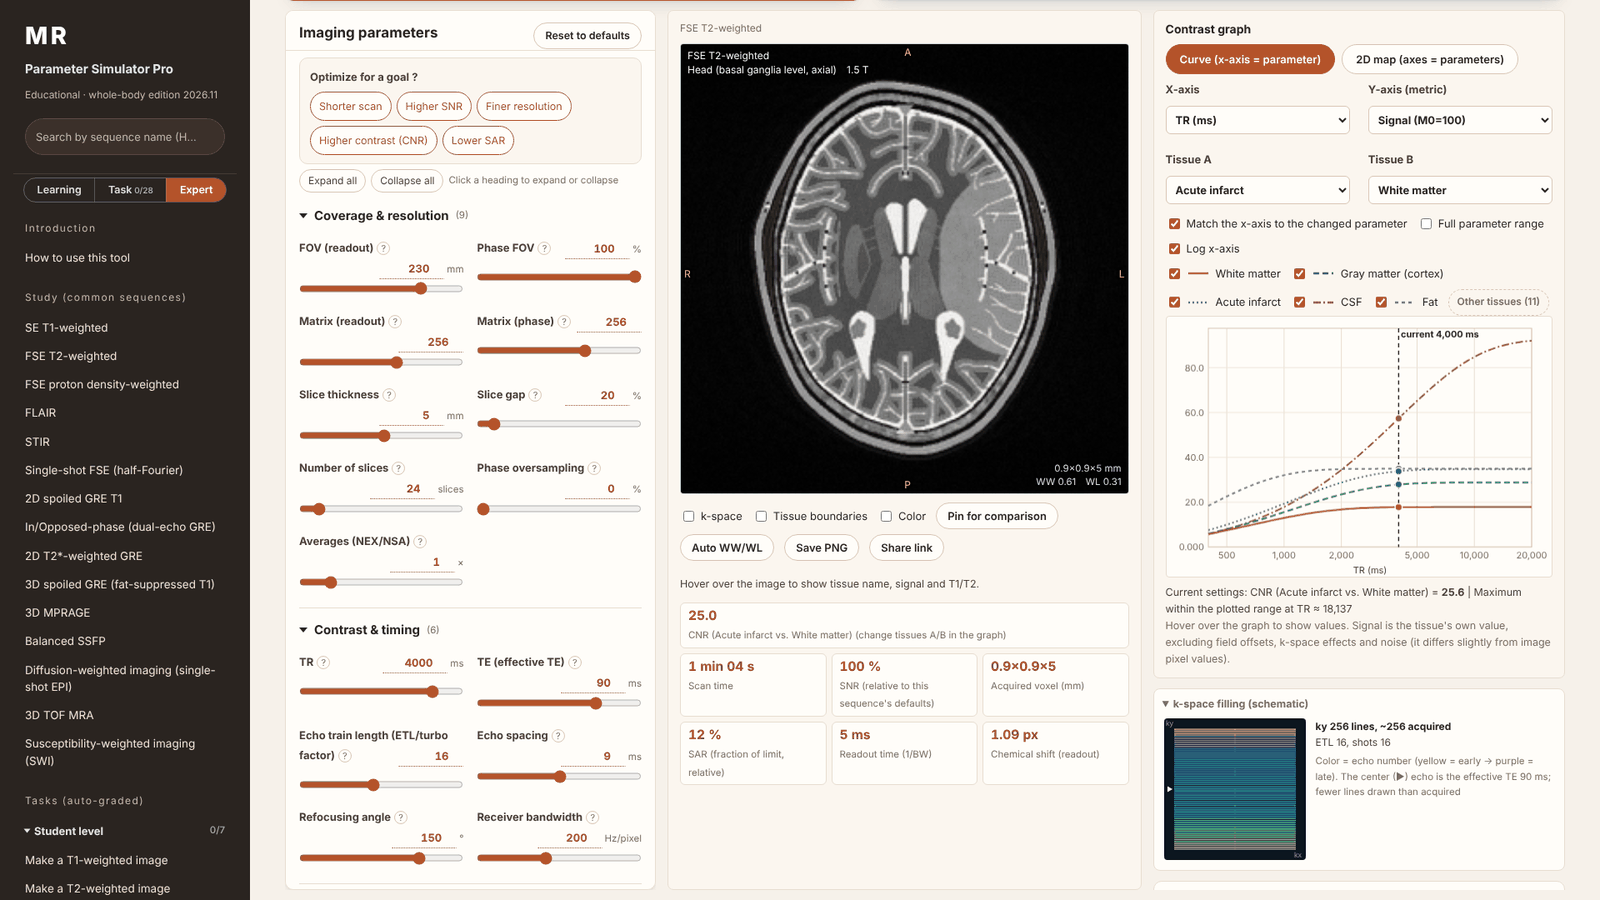 MR
Parameter Simulator Pro
Educational · whole-body edition 2026.11
Search by sequence name (H...
Learning
Task 0/28
Expert
Introduction
How to use this tool
Study (common sequences)
SE T1-weighted
FSE T2-weighted
FSE proton density-weighted
FLAIR
STIR
Single-shot FSE (half-Fourier)
2D spoiled GRE T1
In/Opposed-phase (dual-echo GRE)
2D T2*-weighted GRE
3D spoiled GRE (fat-suppressed T1)
3D MPRAGE
Balanced SSFP
Diffusion-weighted imaging (single-
shot EPI)
3D TOF MRA
Susceptibility-weighted imaging
(SWI)
Tasks (auto-graded)
Student level 0/7
Make a T1-weighted image
Make a T2-weighted image
Imaging parameters
Reset to defaults
Optimize for a goal ?
Shorter scan
Higher SNR
Finer resolution
Higher contrast (CNR)
Lower SAR
Expand all
Collapse all
Click a heading to expand or collapse
Coverage & resolution (9)
FOV (readout) ?
230 mm
Phase FOV ? 100 %
Matrix (readout) ?
256
Matrix (phase) ? 256
Slice thickness ?
5 mm
Slice gap ? 20 %
Number of slices ?
24 slices
Phase oversampling ?
0 %
Averages (NEX/NSA) ?
1 ×
Contrast & timing (6)
TR ? 4000 ms
TE (effective TE) ?
90 ms
Echo train length (ETL/turbo
factor) ? 16
Echo spacing ?
9 ms
Refocusing angle ?
150 °
Receiver bandwidth ?
200 Hz/pixel
FSE T2-weighted
FSE T2-weighted
Head (basal ganglia level, axial) 1.5 T
A
R
L
P
0.9×0.9×5 mm
WW 0.61 WL 0.31
k-space
Tissue boundaries
Color
Pin for comparison
Auto WW/WL
Save PNG
Share link
Hover over the image to show tissue name, signal and T1/T2.
25.0
CNR (Acute infarct vs. White matter) (change tissues A/B in the graph)
1 min 04 s
Scan time
100 %
SNR (relative to this
sequence's defaults)
0.9×0.9×5
Acquired voxel (mm)
12 %
SAR (fraction of limit,
relative)
5 ms
Readout time (1/BW)
1.09 px
Chemical shift (readout)
Contrast graph
Curve (x-axis = parameter)
2D map (axes = parameters)
X-axis
Y-axis (metric)
TR (ms)
Signal (M0=100)
Tissue A
Tissue B
Acute infarct
White matter
Match the x-axis to the changed parameter
Full parameter range
Log x-axis
White matter
Gray matter (cortex)
Acute infarct
CSF
Fat
Other tissues (11)
current 4,000 ms
80.0
60.0
40.0
20.0
0.000
500
1,000
2,000
5,000
10,000
20,000
TR (ms)
Current settings: CNR (Acute infarct vs. White matter) = 25.6 | Maximum
within the plotted range at TR ≈ 18,137
Hover over the graph to show values. Signal is the tissue's own value,
excluding field offsets, k-space effects and noise (it differs slightly from image
pixel values).
k-space filling (schematic)
ky
kx
ky 256 lines, ~256 acquired
ETL 16, shots 16
Color = echo number (yellow = early → purple =
late). The center (▶) echo is the effective TE 90 ms;
fewer lines drawn than acquired